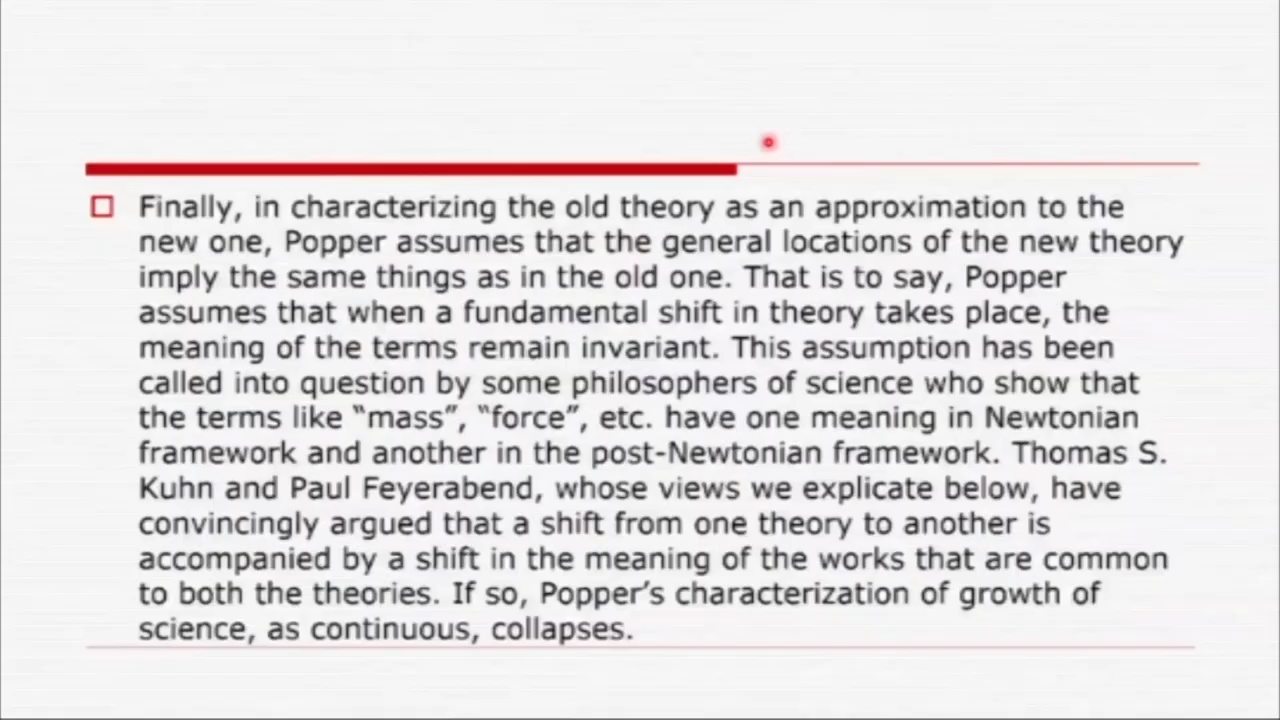 Finally, in characterizing the old theory as an approximation to the
new one, Popper assumes that the general locations of the new theory
imply the same things as in the old one. That is to say, Popper
assumes that when a fundamental shift in theory takes place, the
meaning of the terms remain invariant. This assumption has been
called into question by some philosophers of science who show that
the terms like “mass”, “force”, etc. have one meaning in Newtonian
framework and another in the post-Newtonian framework. Thomas S.
Kuhn and Paul Feyerabend, whose views we explicate below, have
convincingly argued that a shift from one theory to another is
accompanied by a shift in the meaning of the works that are common
to both the theories. If so, Popper’s characterization of growth of
science, as continuous, collapses.